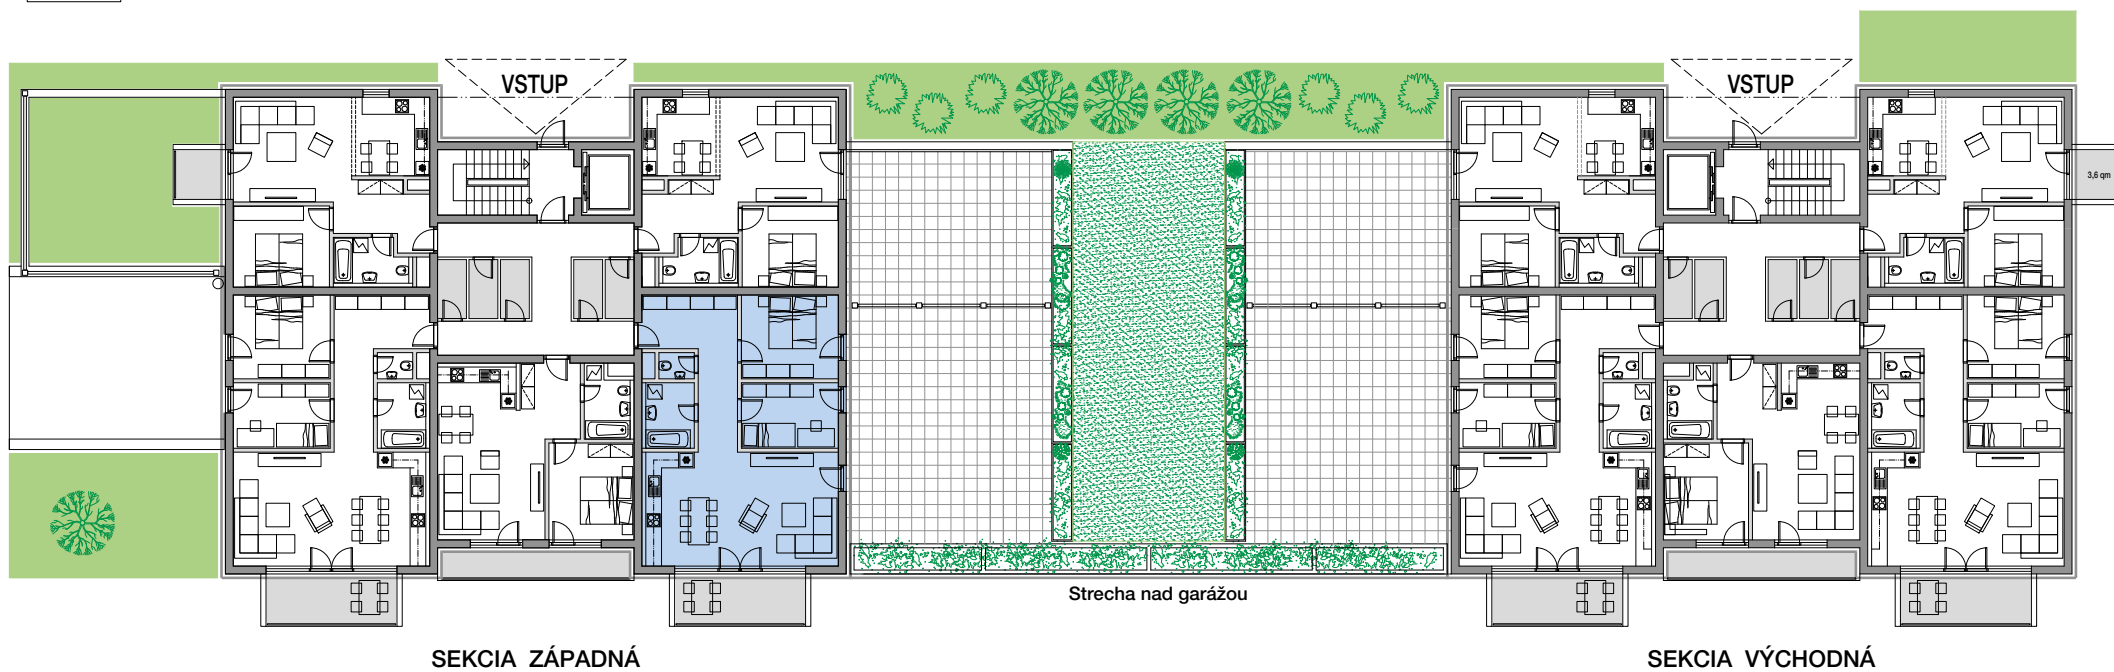 VSTUP
VSTUP
3,6 qm
Strecha nad garážou
SEKCIA ZÁPADNÁ
SEKCIA VÝCHODNÁ